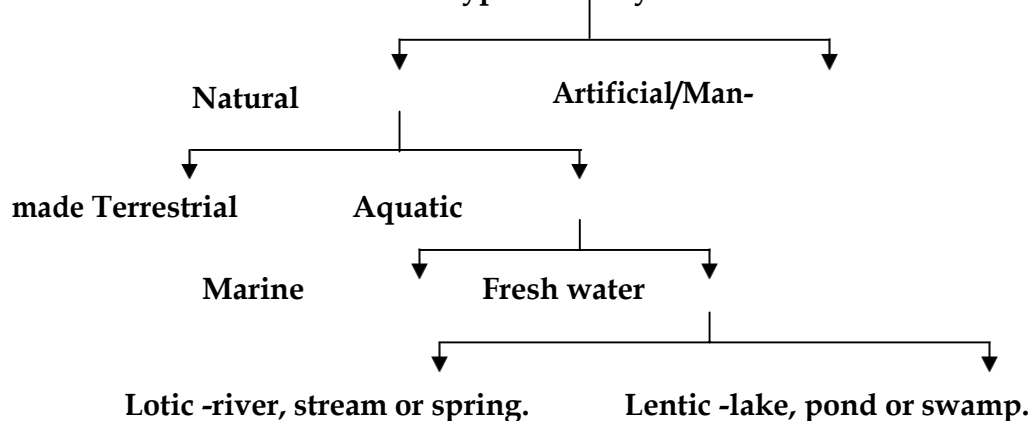 Natural
Artificial/Man-
made Terrestrial
Aquatic
Marine
Fresh water
Lotic -river, stream or spring.
Lentic -lake, pond or swamp.